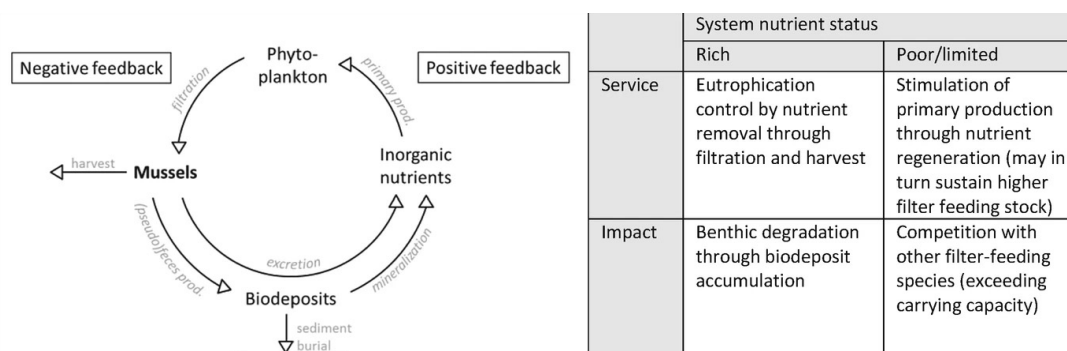 Negative feedback
Phyto-
plankton
Positive feedback
filtration
primary prod.
harvest
Mussels
Inorganic
nutrients
(pseudo)feces prod.
excretion
mineralization
Biodeposits
sediment
burial
System nutrient status
Rich
Poor/limited
Service
Eutrophication
control by nutrient
removal through
filtration and harvest
Stimulation of
primary production
through nutrient
regeneration (may in
turn sustain higher
filter feeding stock)
Impact
Benthic degradation
through biodeposit
accumulation
Competition with
other filter-feeding
species (exceeding
carrying capacity)